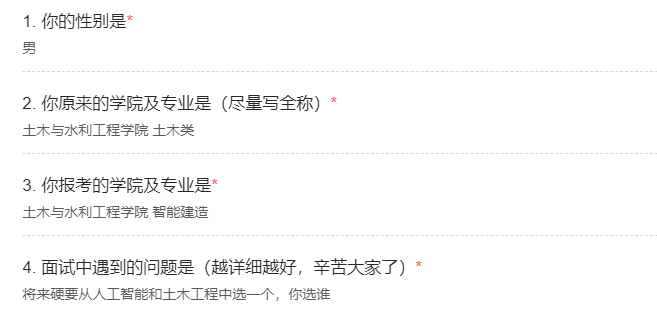 1. 你的性别是*
男
2. 你原来的学院及专业是（尽量写全称）*
土木与水利工程学院 土木类
3. 你报考的学院及专业是*
土木与水利工程学院 智能建造
4. 面试中遇到的问题是（越详细越好，辛苦大家了）*
将来硬要从人工智能和土木工程中选一个，你选谁